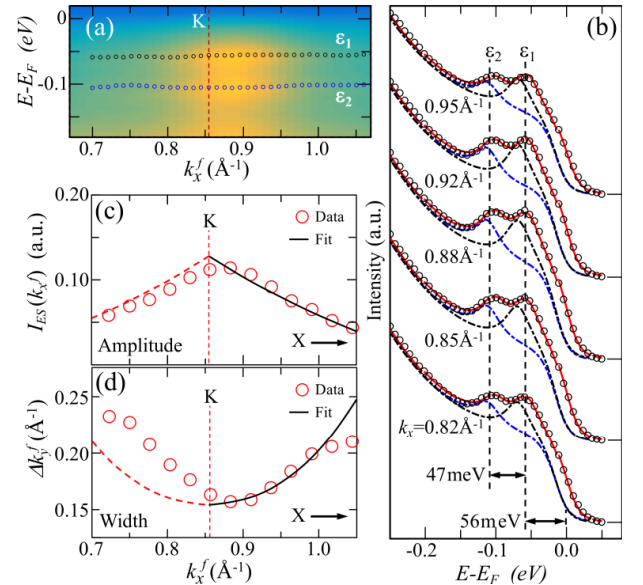 (a)
K
ε1
ε2
0
-0.1
E-EF (eV)
0.7 0.8 0.9 1.0
kxf (Å-1)
(c)
K
Data
Fit
0.20
0.10
0.00
IES(kxf) (a.u.)
Amplitude
X
(d)
K
Data
Fit
0.25
0.20
0.15
Δkyf(Å-1)
Width
X
0.7 0.8 0.9 1.0
kxf (Å-1)
(b)
ε2 ε1
0.95Å-1
0.92Å-1
0.88Å-1
0.85Å-1
kx=0.82Å-1
47meV
56meV
Intensity (a.u.)
-0.2 -0.1 0.0
E-EF (eV)